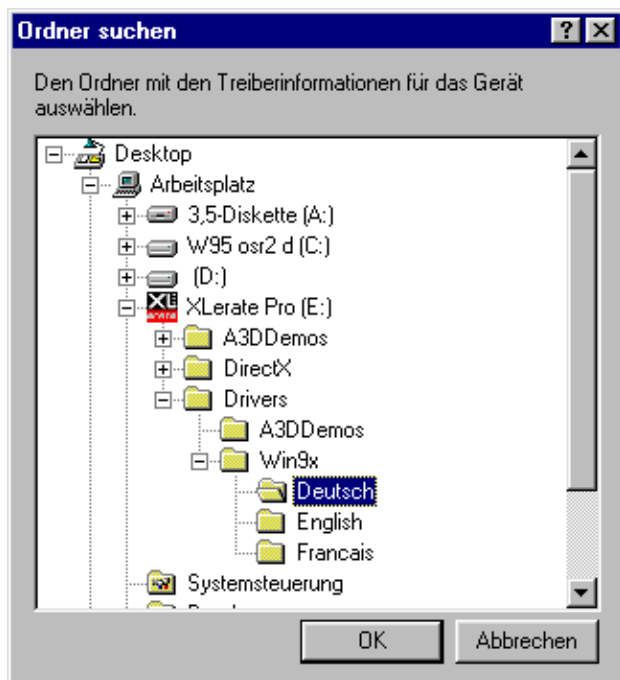 Ordner suchen
Den Ordner mit den Treiberinformationen für das Gerät
auswählen.
Desktop
Arbeitsplatz
3,5-Diskette (A:)
W95 osr2 d (C:)
(D:)
XLerate Pro (E:)
A3DDemos
DirectX
Drivers
A3DDemos
Win9x
Deutsch
English
Francais
Systemsteuerung
OK Abbrechen